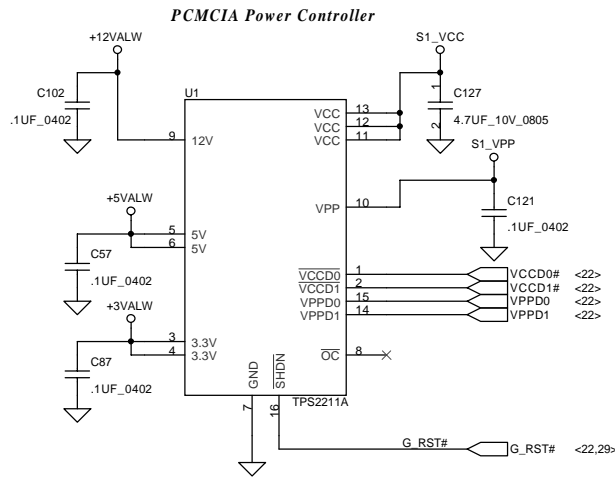 PCMCIA Power Controller
+12VALW
S1_VCC
C102
.1UF_0402
U1
9
12V
VCC
13
VCC
12
VCC
11
1
2
C127
4.7UF_10V_0805
S1_VPP
VPP
10
C121
.1UF_0402
+5VALW
5
5V
6
5V
C57
.1UF_0402
VCCD0
1
VCCD0# <22>
VCCD1
2
VCCD1# <22>
VPPD0
15
VPPD0 <22>
VPPD1
14
VPPD1 <22>
+3VALW
3
3.3V
4
3.3V
C87
.1UF_0402
OC
8
GND
SHDN
7
16
TPS2211A
G_RST#
G_RST# <22,29>